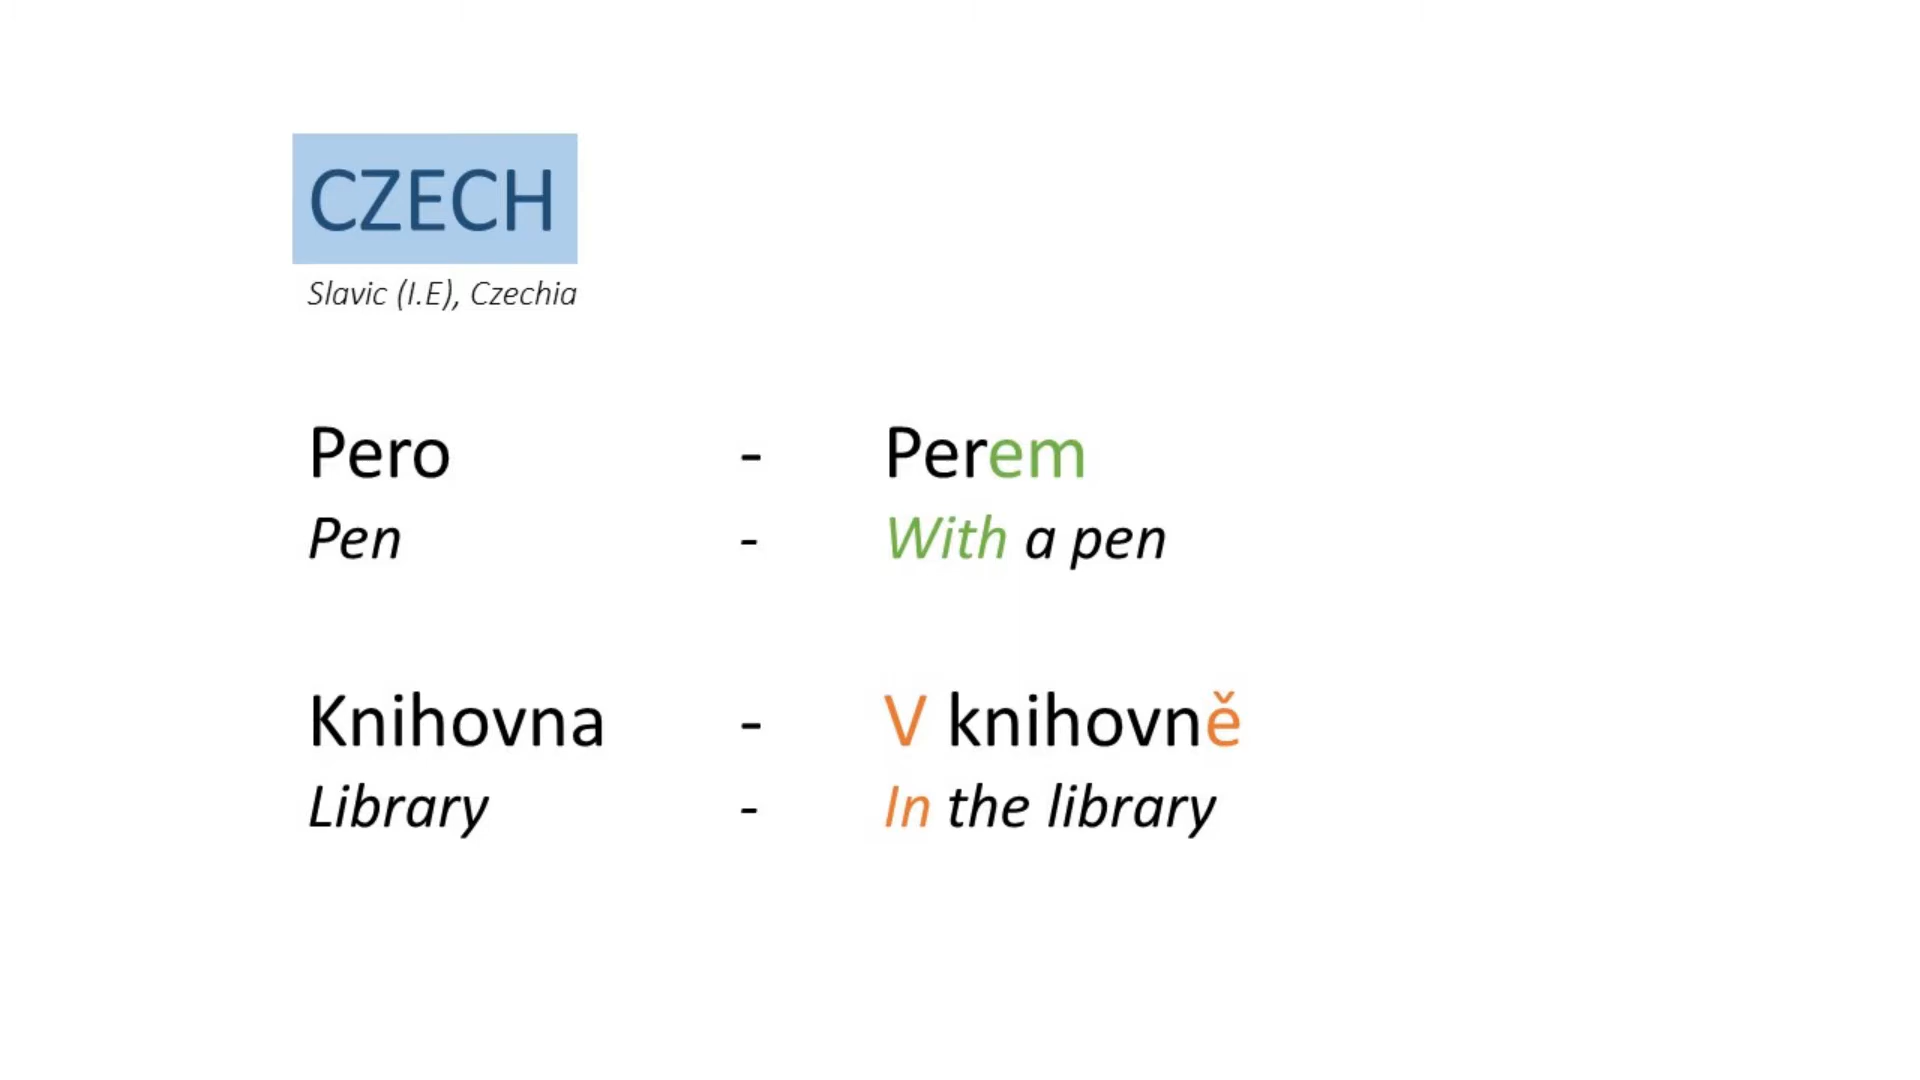 CZECH
Slavic (I.E), Czechia
Pero - Perem
Pen - With a pen
Knihovna - V knihovně
Library - In the library